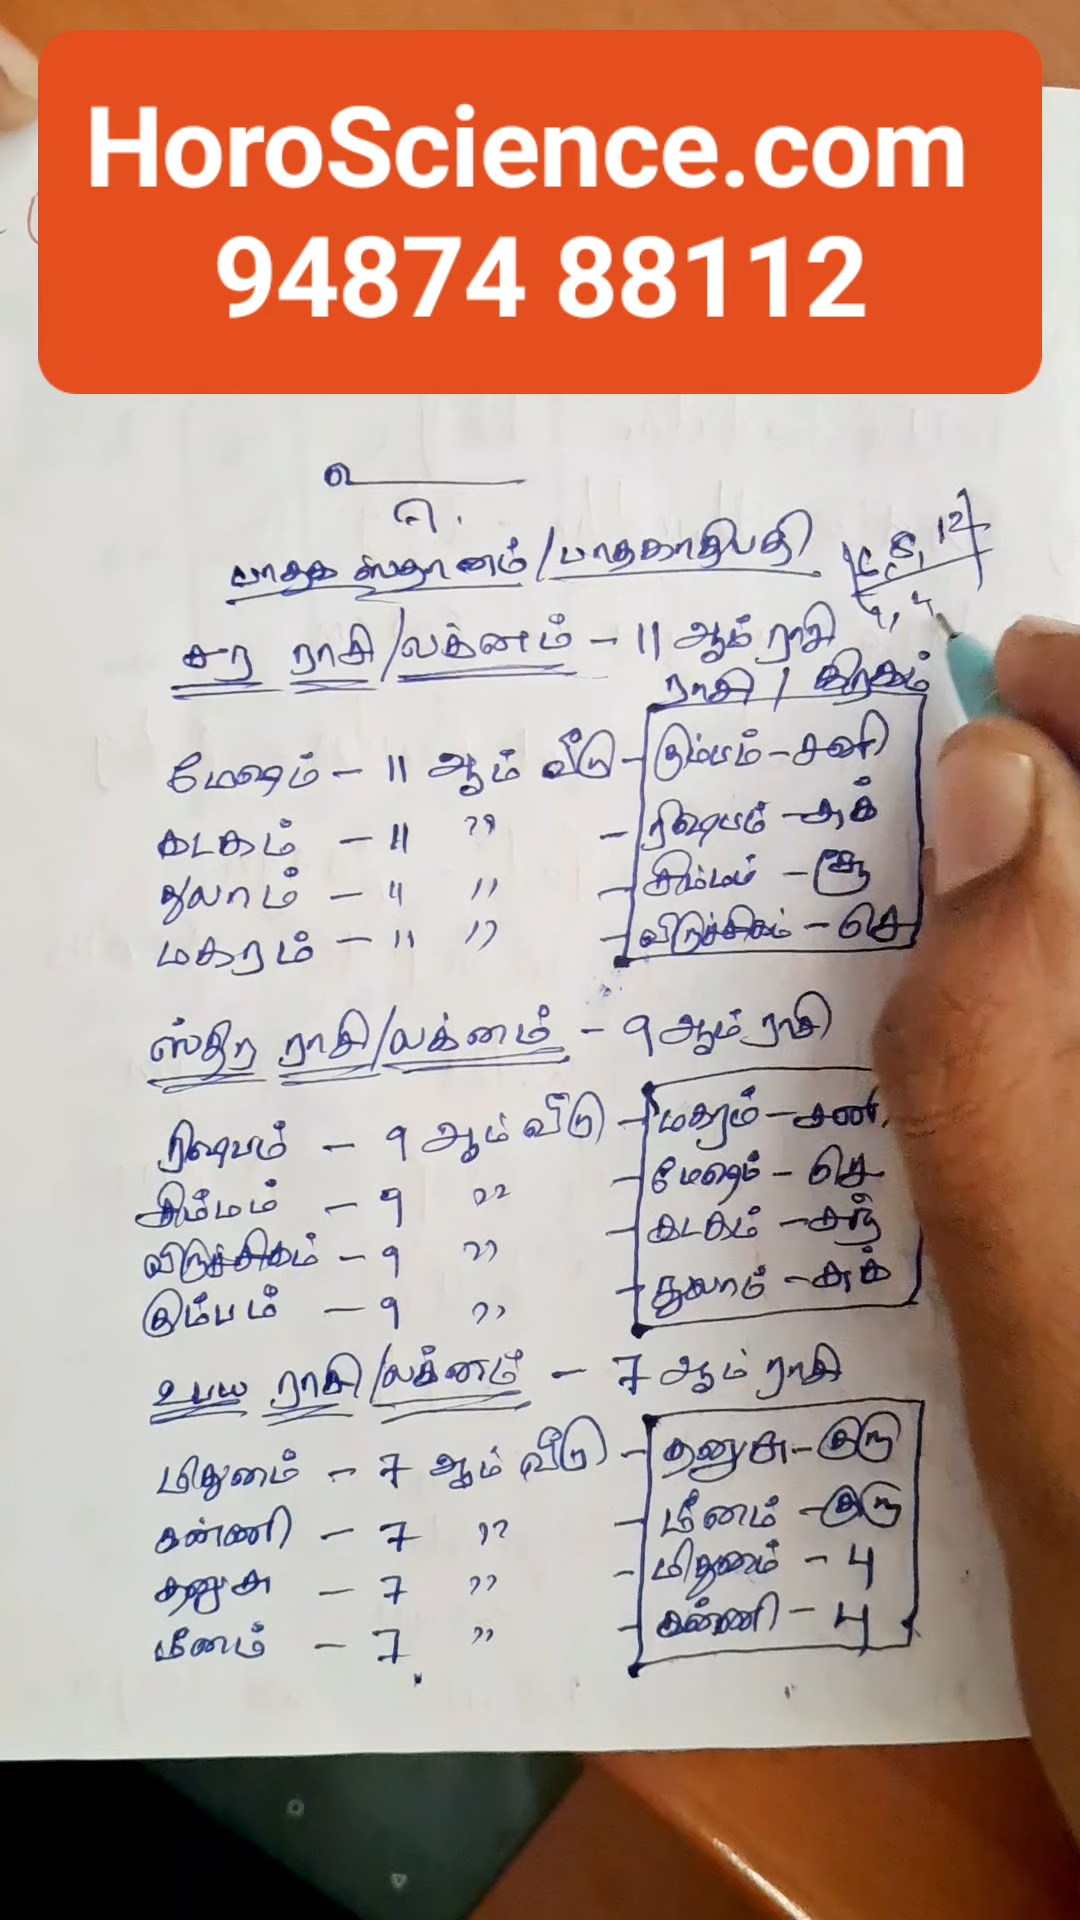 HoroScience.com
94874 88112
உ
பாதக ஸ்தானம் / பாதகாதிபதி
சர ராசி / லக்னம் - 11 ஆம் ராசி
ராசி / கிரகம்
மேஷம் - 11 ஆம் வீடு - கும்பம் - சனி
கடகம் - 11 " - ரிஷபம் - சுக்
துலாம் - 11 " - சிம்மம் - சூ
மகரம் - 11 " - விருச்சிகம் - செ
ஸ்திர ராசி / லக்னம் - 9 ஆம் ராசி
ரிஷபம் - 9 ஆம் வீடு - மகரம் - சனி
சிம்மம் - 9 " - மேஷம் - செ
விருச்சிகம் - 9 " - கடகம் - சந்
கும்பம் - 9 " - துலாம் - சுக்
உபய ராசி / லக்னம் - 7 ஆம் ராசி
மிதுனம் - 7 ஆம் வீடு - தனுசு - குரு
கன்னி - 7 " - மீனம் - குரு
தனுசு - 7 " - மிதுனம் - பு
மீனம் - 7 " - கன்னி - பு